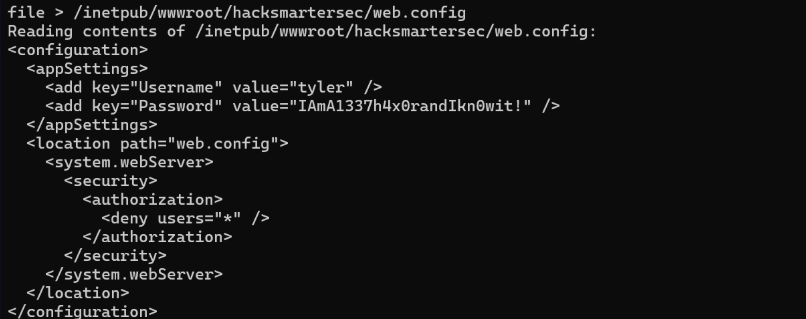 file > /inetpub/wwwroot/hacksmartersec/web.config
Reading contents of /inetpub/wwwroot/hacksmartersec/web.config:
<configuration>
  <appSettings>
    <add key="Username" value="tyler" />
    <add key="Password" value="IAmA1337h4x0randIkn0wit!" />
  </appSettings>
  <location path="web.config">
    <system.webServer>
      <security>
        <authorization>
          <deny users="*" />
        </authorization>
      </security>
    </system.webServer>
  </location>
</configuration>